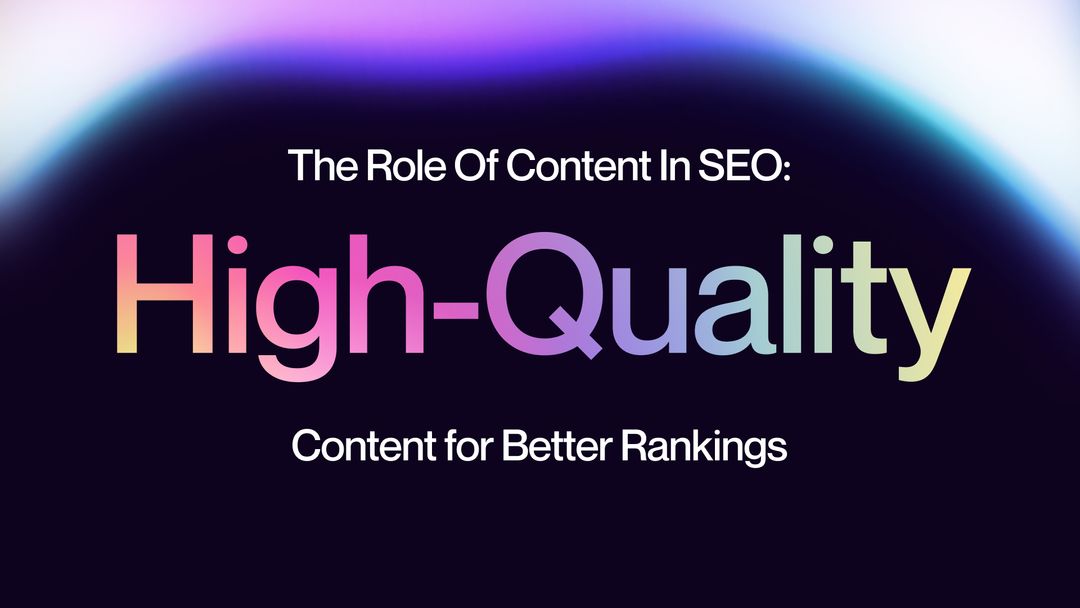 The Role Of Content In SEO:
High-Quality
Content for Better Rankings